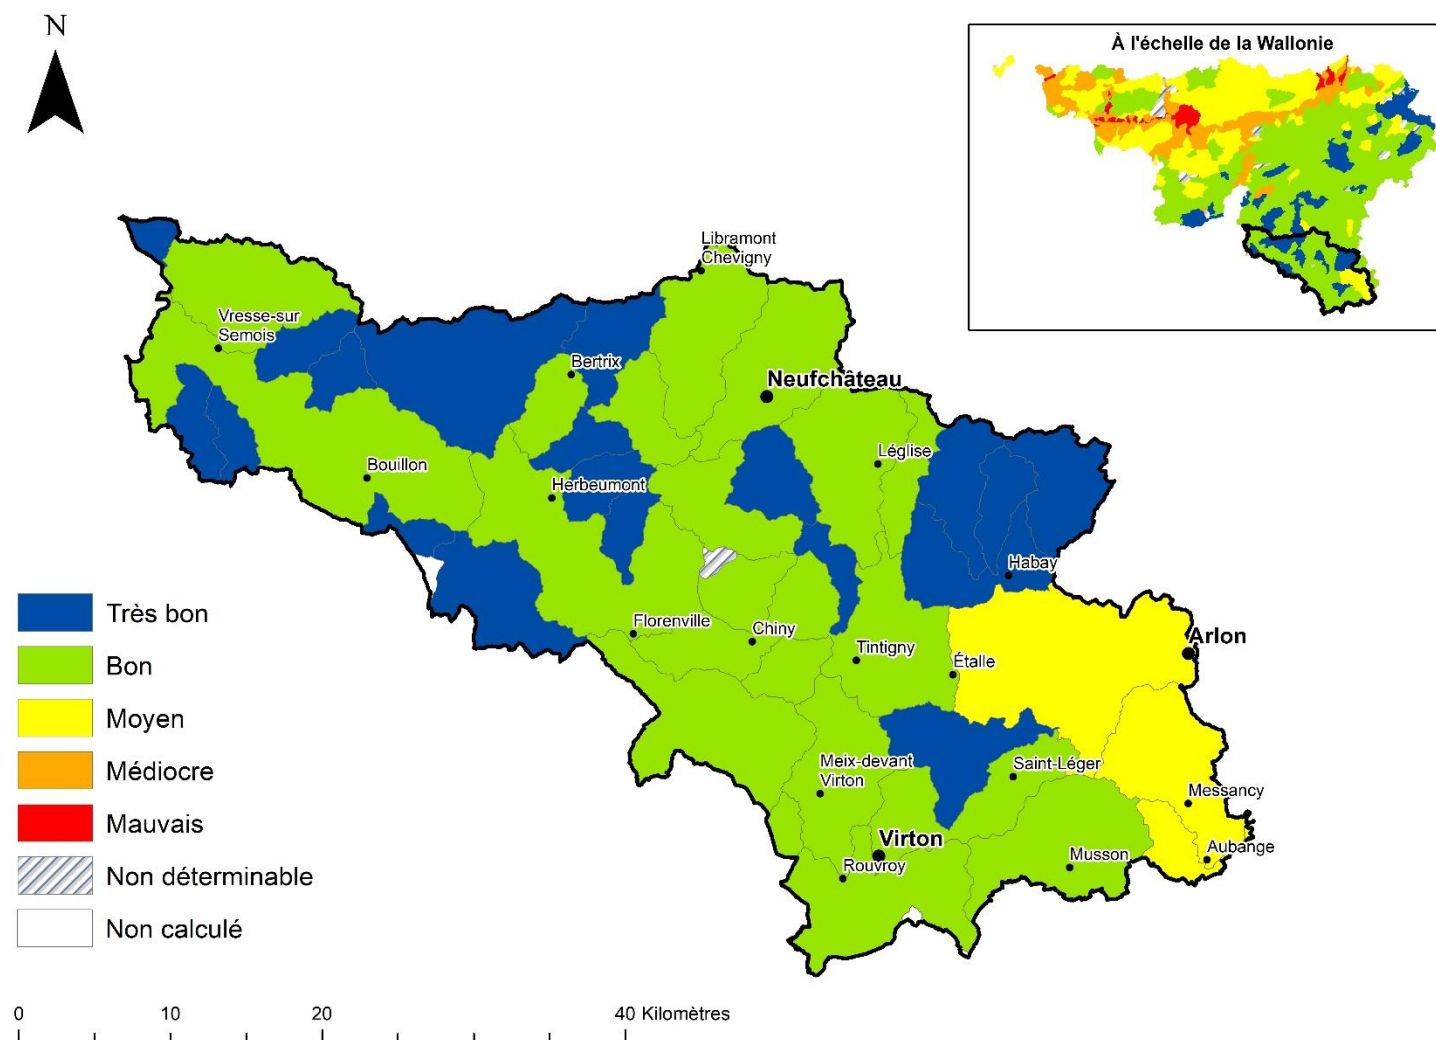 N
À l'échelle de la Wallonie
Libramont
Chevigny
Vresse-sur
Semois
Bertrix
Neufchâteau
Bouillon
Herbeumont
Léglise
Habay
Florenville
Chiny
Tintigny
Étalle
Arlon
Meix-devant
Virton
Saint-Léger
Messancy
Virton
Rouvroy
Musson
Aubange
Très bon
Bon
Moyen
Médiocre
Mauvais
Non déterminable
Non calculé
0 10 20 40 Kilomètres